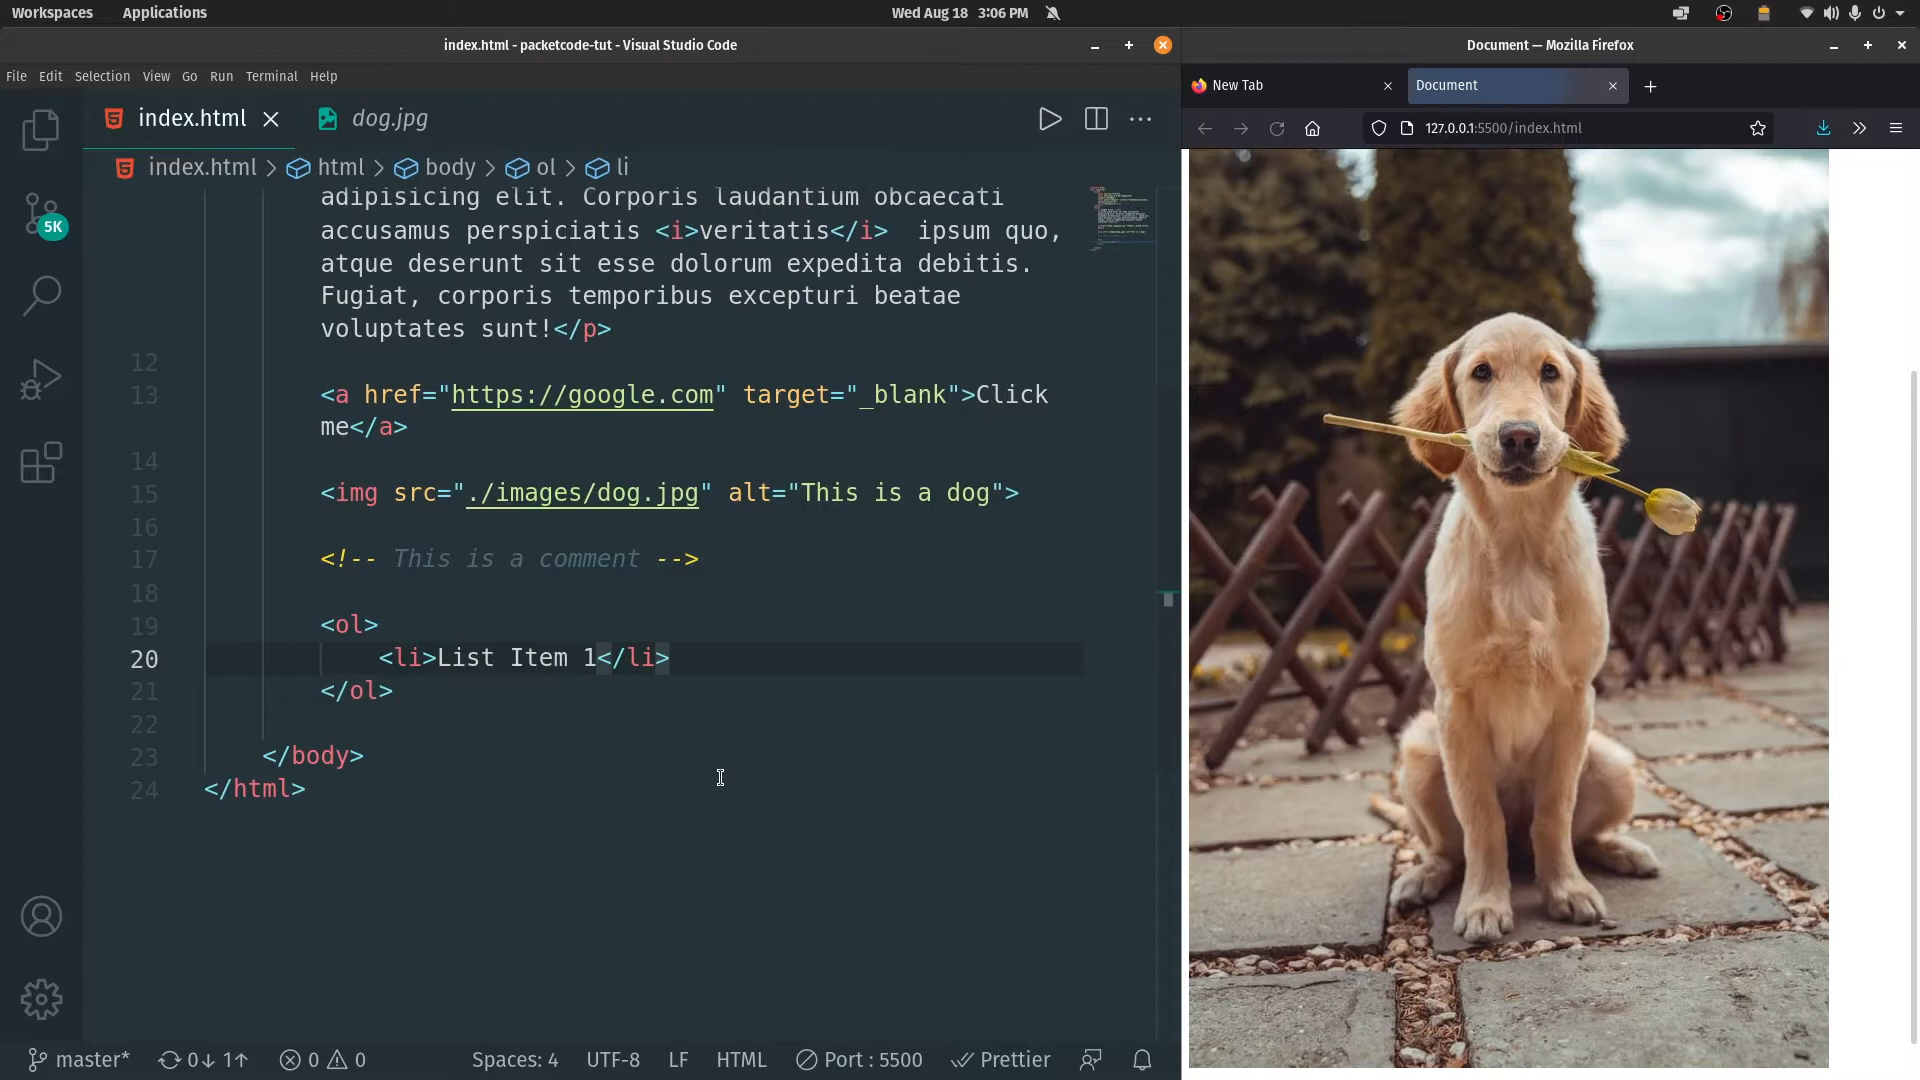 Workspaces Applications Wed Aug 18 3:06 PM
index.html - packetcode-tut - Visual Studio Code
File Edit Selection View Go Run Terminal Help
index.html dog.jpg
index.html > html > body > ol > li
5K
adipisicing elit. Corporis laudantium obcaecati
accusamus perspiciatis <i>veritatis</i>  ipsum quo,
atque deserunt sit esse dolorum expedita debitis.
Fugiat, corporis temporibus excepturi beatae
voluptates sunt!</p>
12
13 <a href="https://google.com" target="_blank">Click
me</a>
14
15 <img src="./images/dog.jpg" alt="This is a dog">
16
17 <!-- This is a comment -->
18
19 <ol>
20 <li>List Item 1</li>
21 </ol>
22
23 </body>
24 </html>
master* 0↓ 1↑ 0 0 Spaces: 4 UTF-8 LF HTML Port : 5500 Prettier
Document — Mozilla Firefox
New Tab Document
127.0.0.1:5500/index.html